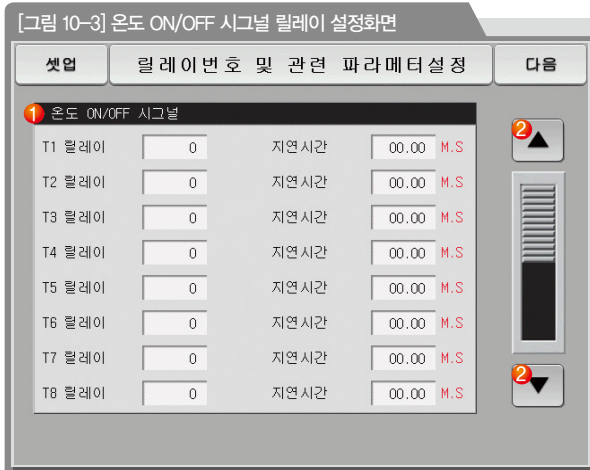 [그림 10-3] 온도 ON/OFF 시그널 릴레이 설정화면
셋업 릴레이번호 및 관련 파라메터설정 다음
1 온도 ON/OFF 시그널
2 ▲
T1 릴레이 0 지연시간 00.00 M.S
T2 릴레이 0 지연시간 00.00 M.S
T3 릴레이 0 지연시간 00.00 M.S
T4 릴레이 0 지연시간 00.00 M.S
T5 릴레이 0 지연시간 00.00 M.S
T6 릴레이 0 지연시간 00.00 M.S
T7 릴레이 0 지연시간 00.00 M.S
T8 릴레이 0 지연시간 00.00 M.S
2 ▼